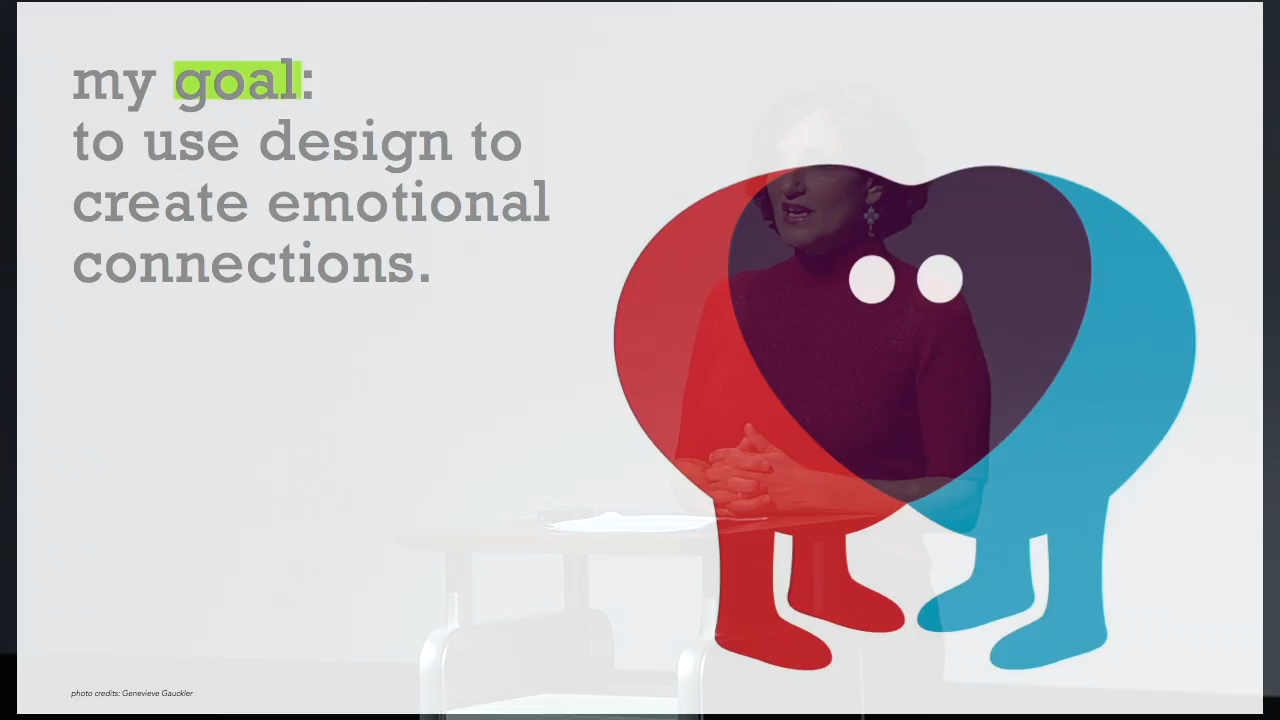 my goal:
to use design to
create emotional
connections.
photo credits: Genevieve Gauckler